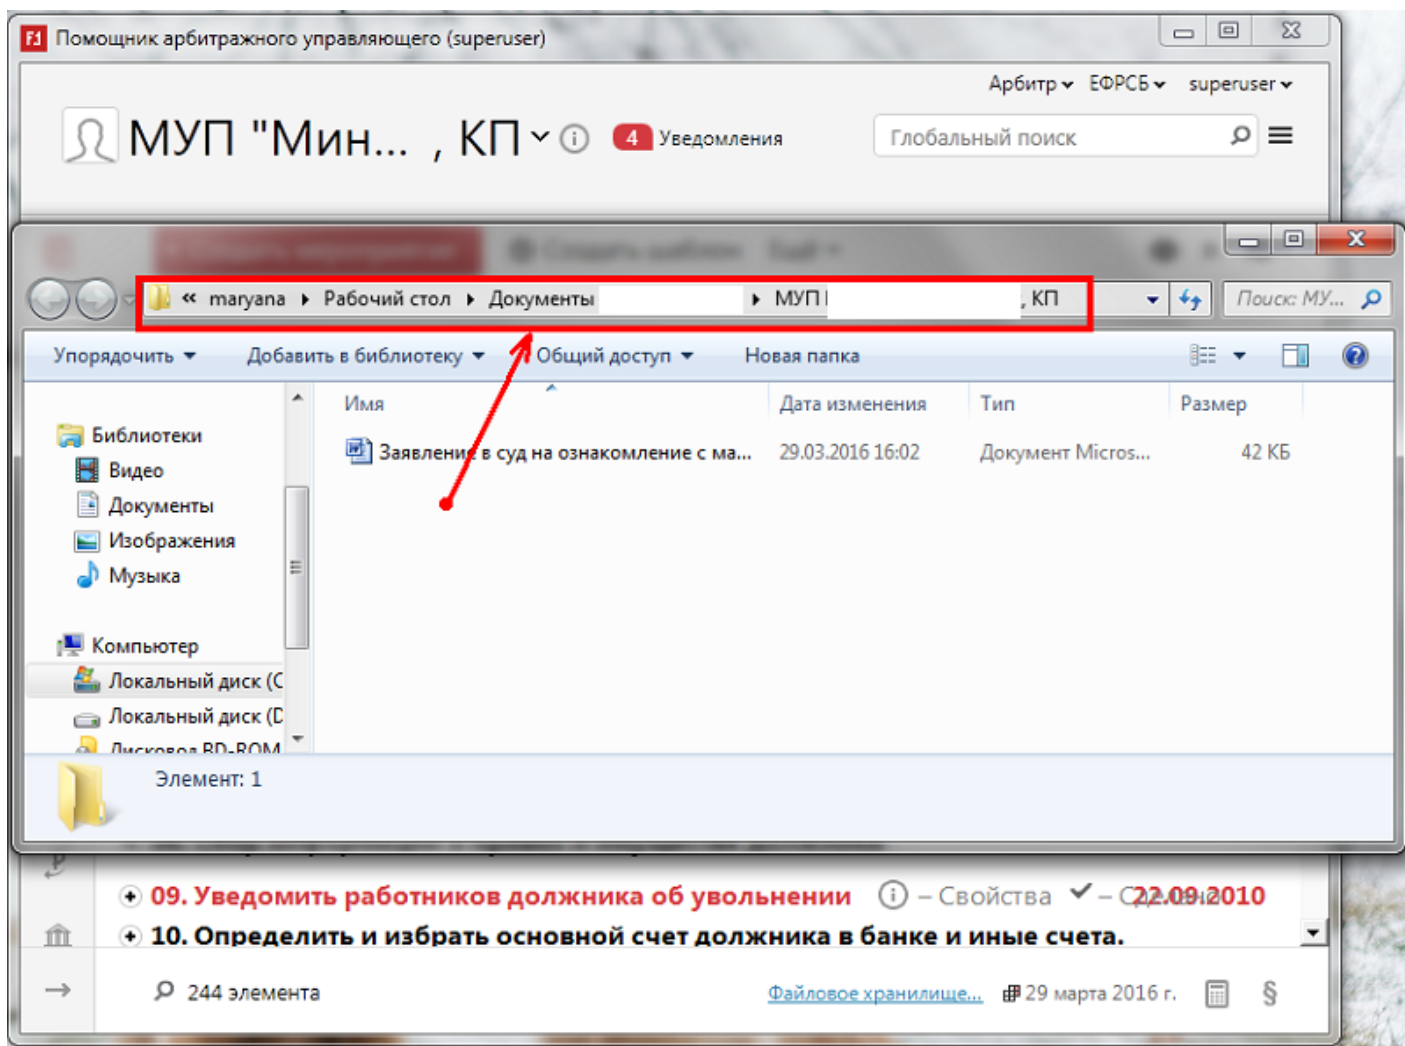 Помощник арбитражного управляющего (superuser)
Арбитр ЕФРСБ superuser
МУП "Мин... , КП 4 Уведомления Глобальный поиск
« maryana Рабочий стол Документы МУП , КП Поиск: МУ...
Упорядочить Добавить в библиотеку Общий доступ Новая папка
Имя Дата изменения Тип Размер
Заявление в суд на ознакомление с ма... 29.03.2016 16:02 Документ Micros... 42 КБ
Библиотеки
Видео
Документы
Изображения
Музыка
Компьютер
Локальный диск (C
Локальный диск (D
Дисковод BD-ROM
Элемент: 1
09. Уведомить работников должника об увольнении – Свойства – Сделано 22.09.2010
10. Определить и избрать основной счет должника в банке и иные счета.
244 элемента Файловое хранилище... 29 марта 2016 г. §